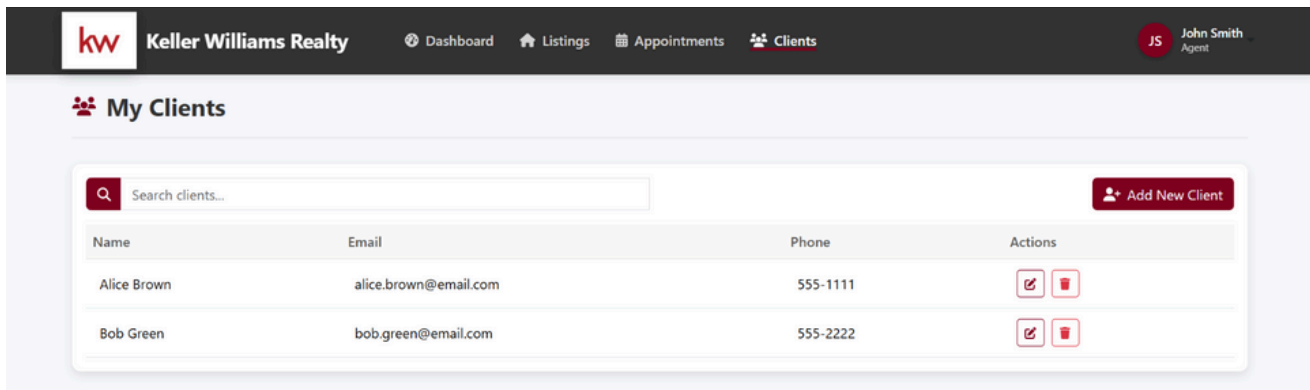 kw Keller Williams Realty Dashboard Listings Appointments Clients JS John Smith
Agent
My Clients
Search clients... Add New Client
Name Email Phone Actions
Alice Brown alice.brown@email.com 555-1111
Bob Green bob.green@email.com 555-2222